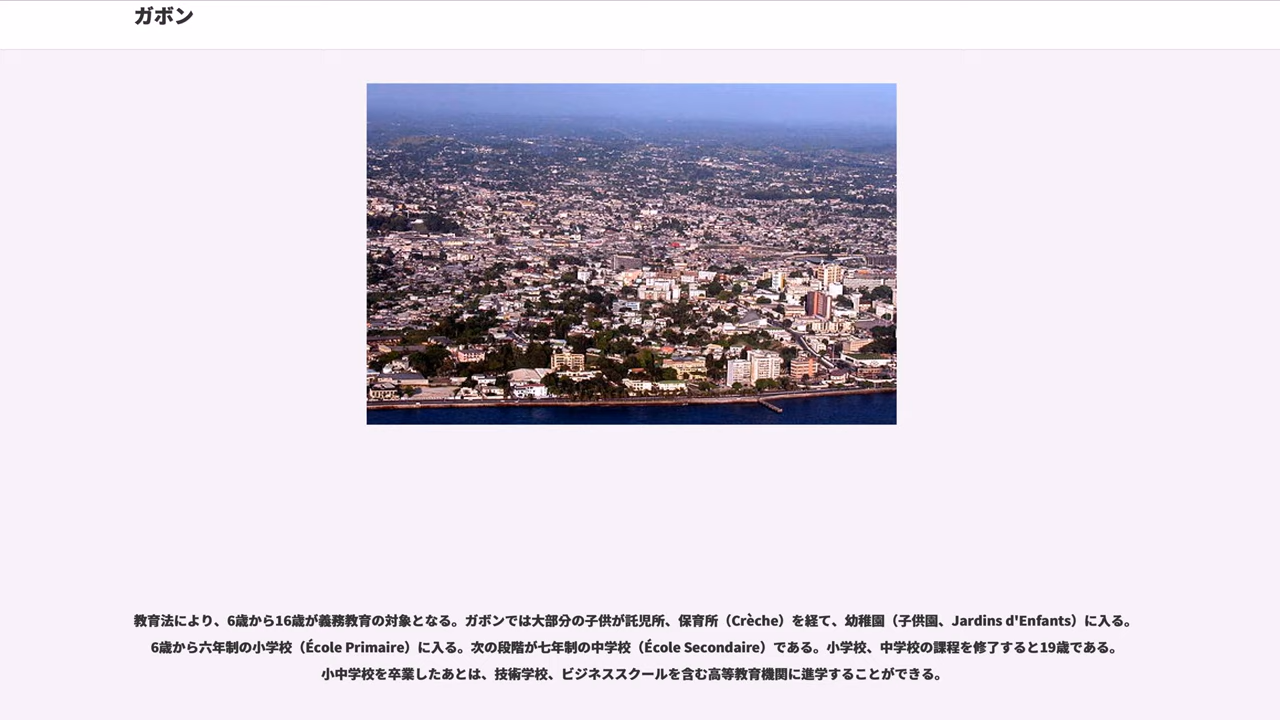 ガボン
教育法により、6歳から16歳が義務教育の対象となる。ガボンでは大部分の子供が託児所、保育所（Crèche）を経て、幼稚園（子供園、Jardins d'Enfants）に入る。
6歳から六年制の小学校（École Primaire）に入る。次の段階が七年制の中学校（École Secondaire）である。小学校、中学校の課程を修了すると19歳である。
小中学校を卒業したあとは、技術学校、ビジネススクールを含む高等教育機関に進学することができる。